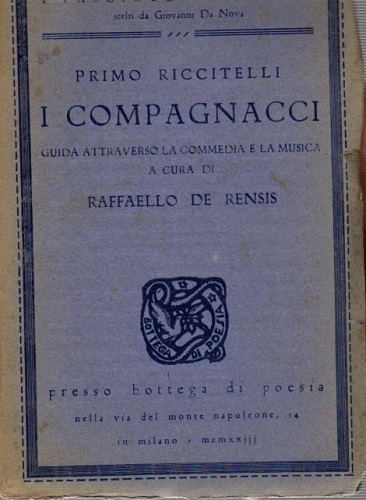 scelti da Giovanni Da Nova
PRIMO RICCITELLI
I COMPAGNACCI
GUIDA ATTRAVERSO LA COMMEDIA E LA MUSICA
A CURA DI
RAFFAELLO DE RENSIS
BOTTEGA DI POESIA
presso bottega di poesia
nella via del monte napoleone, 14
in milano - mcmxxjjj